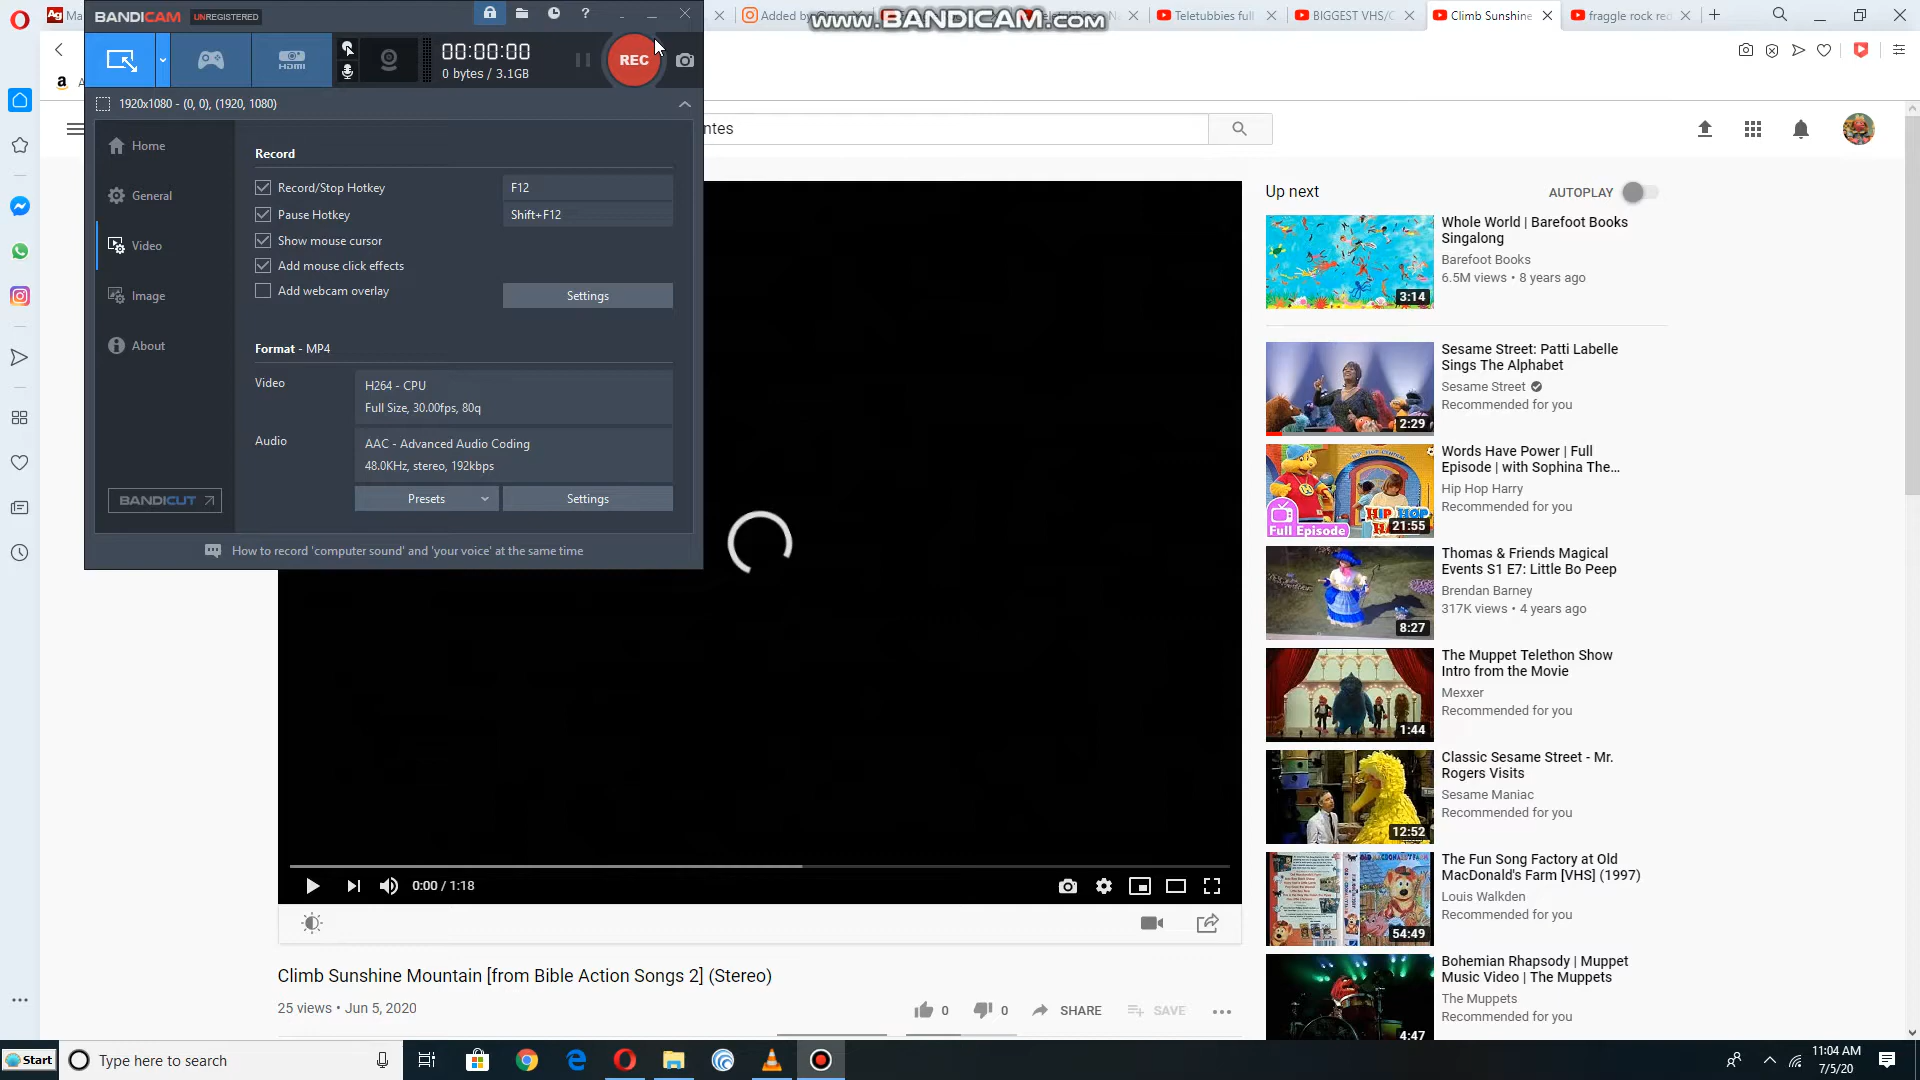 BANDICAM UNREGISTERED
www.BANDICAM.com
Added by
Teletubbies full
BIGGEST VHS/
Climb Sunshine
fraggle rock
HDMI
00:00:00
0 bytes / 3.1GB
REC
1920x1080 - (0, 0), (1920, 1080)
Home
General
Video
Image
About
BANDICUT
Record
Record/Stop Hotkey F12
Pause Hotkey Shift+F12
Show mouse cursor
Add mouse click effects
Add webcam overlay
Settings
Format - MP4
Video
H264 - CPU
Full Size, 30.00fps, 80q
Audio
AAC - Advanced Audio Coding
48.0KHz, stereo, 192kbps
Presets
Settings
How to record 'computer sound' and 'your voice' at the same time
ntes
0:00 / 1:18
Climb Sunshine Mountain [from Bible Action Songs 2] (Stereo)
25 views • Jun 5, 2020
0
0
SHARE
SAVE
Up next
AUTOPLAY
3:14
Whole World | Barefoot Books
Singalong
Barefoot Books
6.5M views • 8 years ago
2:29
Sesame Street: Patti Labelle
Sings The Alphabet
Sesame Street
Recommended for you
Full Episode
21:55
Words Have Power | Full
Episode | with Sophina The...
Hip Hop Harry
Recommended for you
8:27
Thomas & Friends Magical
Events S1 E7: Little Bo Peep
Brendan Barney
317K views • 4 years ago
1:44
The Muppet Telethon Show
Intro from the Movie
Mexxer
Recommended for you
12:52
Classic Sesame Street - Mr.
Rogers Visits
Sesame Maniac
Recommended for you
54:49
The Fun Song Factory at Old
MacDonald's Farm [VHS] (1997)
Louis Walkden
Recommended for you
4:47
Bohemian Rhapsody | Muppet
Music Video | The Muppets
The Muppets
Recommended for you
Start
Type here to search
11:04 AM
7/5/20